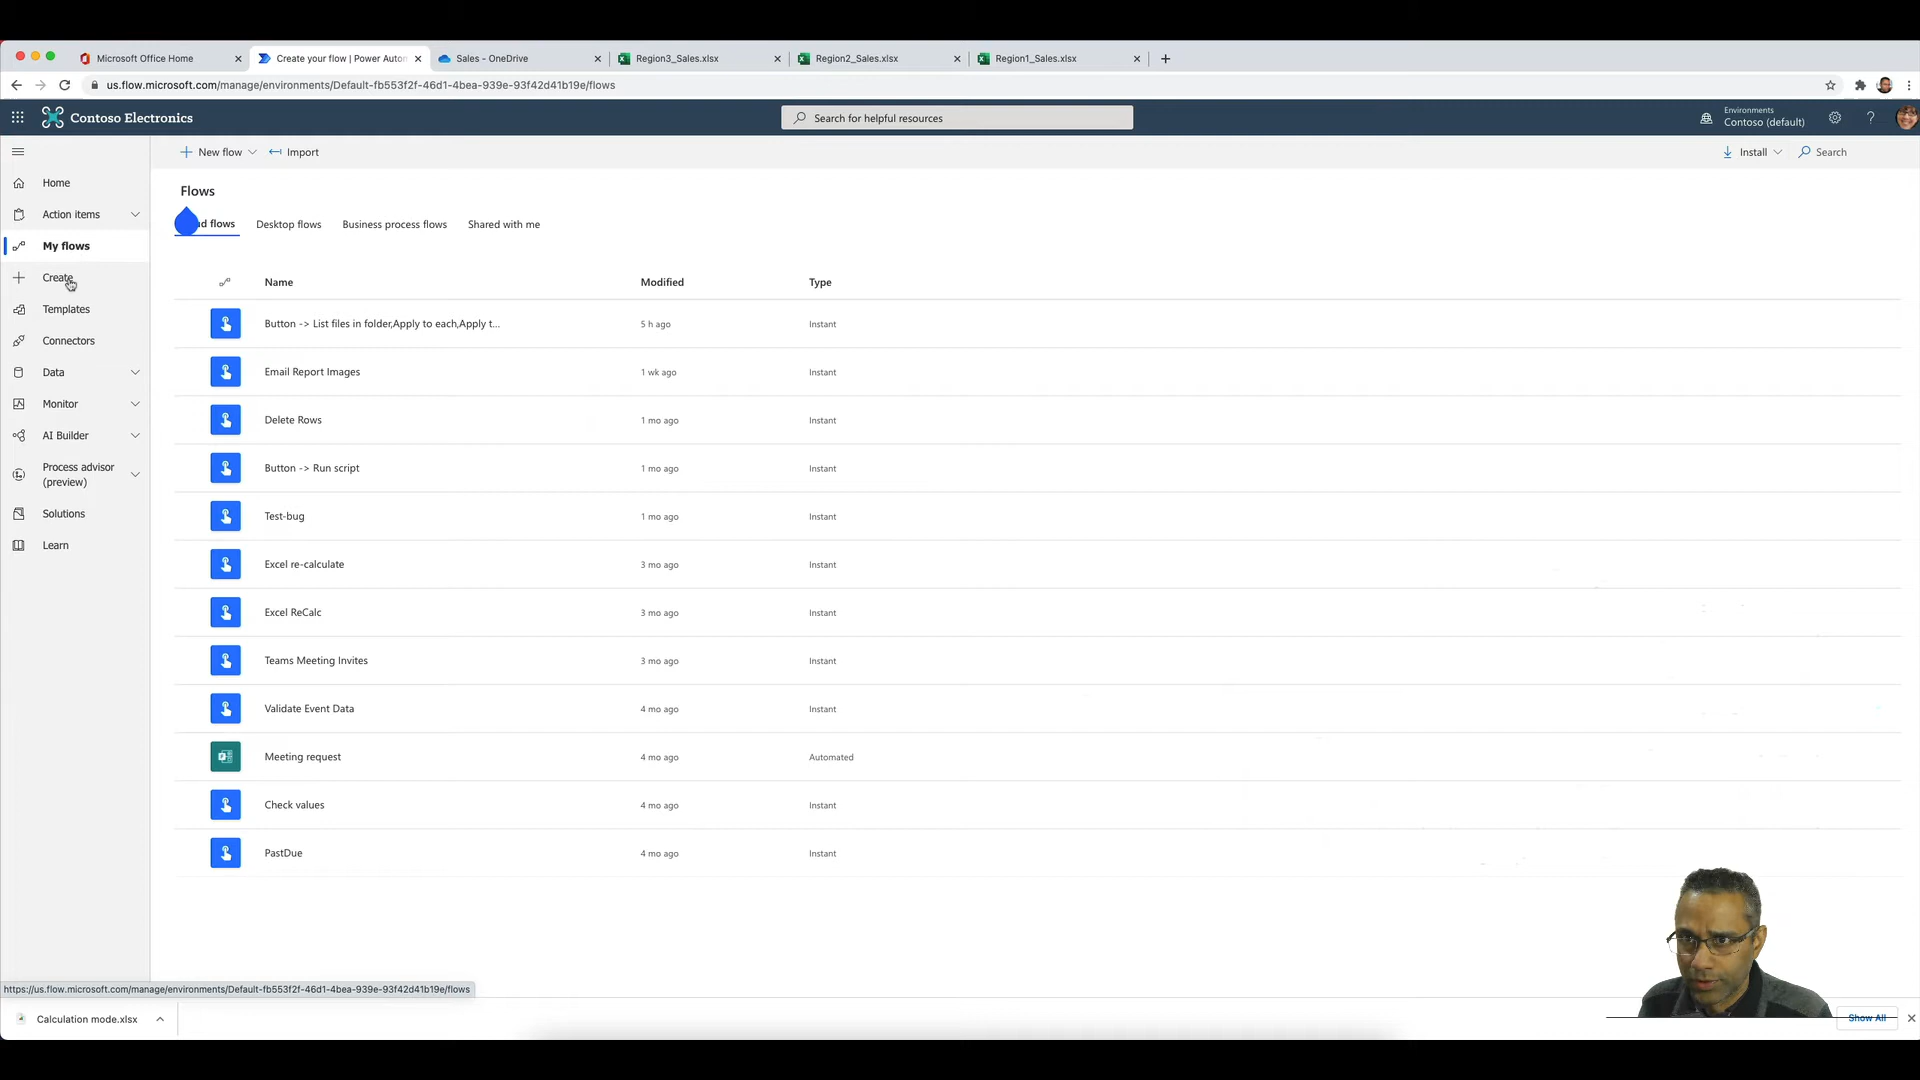 Microsoft Office Home
Create your flow | Power Autom
Sales - OneDrive
Region3_Sales.xlsx
Region2_Sales.xlsx
Region1_Sales.xlsx
us.flow.microsoft.com/manage/environments/Default-fb553f2f-46d1-4bea-939e-93f42d41b19e/flows
Contoso Electronics
Search for helpful resources
Environments
Contoso (default)
New flow
Import
Install
Search
Home
Action items
My flows
Create
Templates
Connectors
Data
Monitor
AI Builder
Process advisor
(preview)
Solutions
Learn
Flows
d flows
Desktop flows
Business process flows
Shared with me
Name Modified Type
Button -> List files in folder,Apply to each,Apply t... 5 h ago Instant
Email Report Images 1 wk ago Instant
Delete Rows 1 mo ago Instant
Button -> Run script 1 mo ago Instant
Test-bug 1 mo ago Instant
Excel re-calculate 3 mo ago Instant
Excel ReCalc 3 mo ago Instant
Teams Meeting Invites 3 mo ago Instant
Validate Event Data 4 mo ago Instant
Meeting request 4 mo ago Automated
Check values 4 mo ago Instant
PastDue 4 mo ago Instant
https://us.flow.microsoft.com/manage/environments/Default-fb553f2f-46d1-4bea-939e-93f42d41b19e/flows
Calculation mode.xlsx
Show All